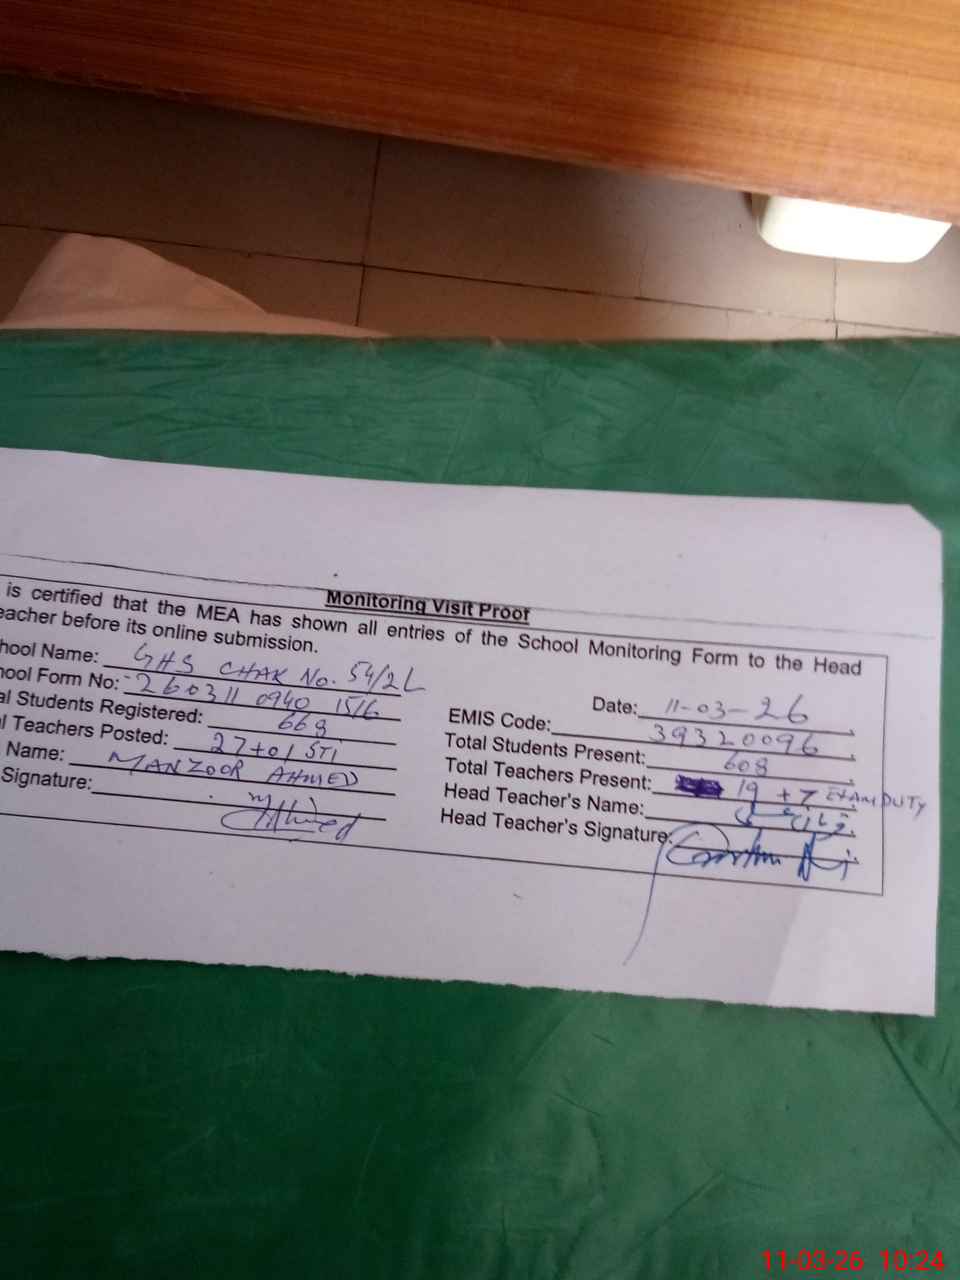 Monitoring Visit Proof
is certified that the MEA has shown all entries of the School Monitoring Form to the Head
eacher before its online submission.
hool Name: GHS CHAK No. 54/2L
Date: 11-03-26
hool Form No: 260311 0940 1516
EMIS Code: 39320096
al Students Registered: 668
Total Students Present: 608
l Teachers Posted: 27+01 STI
Total Teachers Present: 19 + 7 EXAM DUTY
Name: MANZOOR AHMED
Head Teacher's Name:
Signature:
Head Teacher's Signature:
11-03-26 10:24